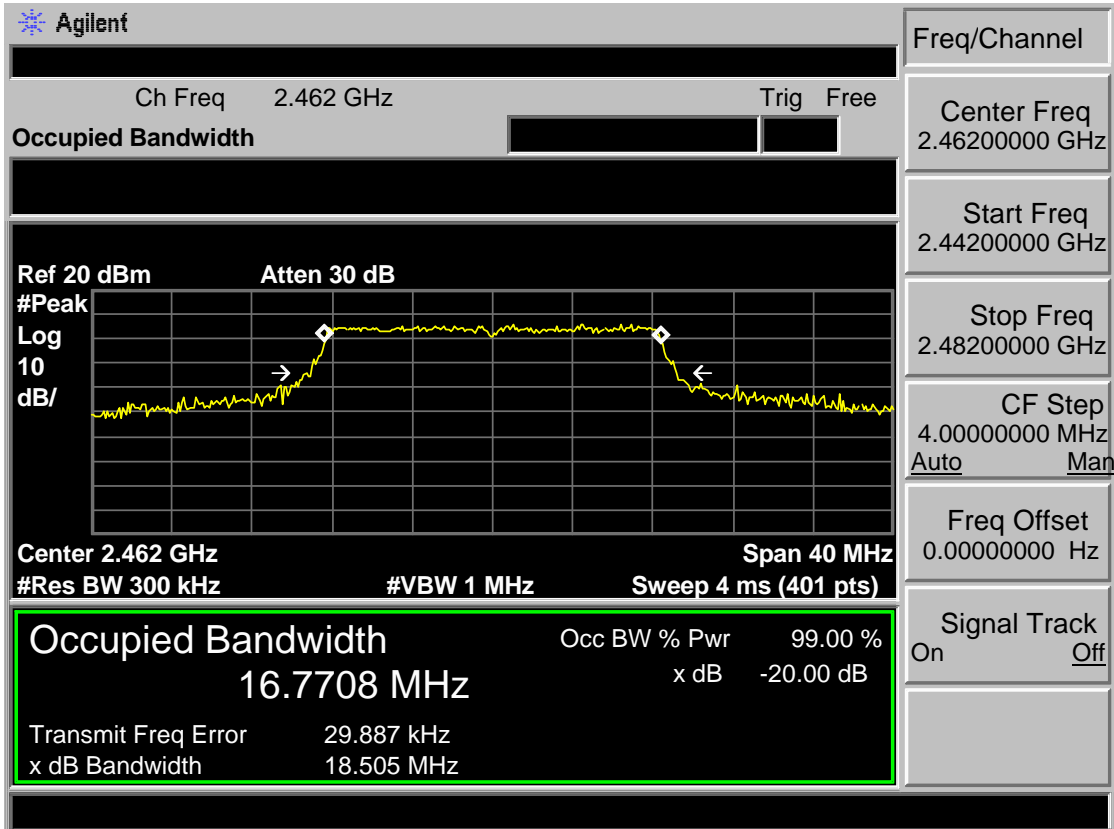 Agilent
Freq/Channel
Ch Freq 2.462 GHz Trig Free
Occupied Bandwidth
Center Freq
2.46200000 GHz
Start Freq
2.44200000 GHz
Stop Freq
2.48200000 GHz
CF Step
4.00000000 MHz
Auto Man
Freq Offset
0.00000000 Hz
Signal Track
On Off
Ref 20 dBm Atten 30 dB
#Peak
Log
10
dB/
Center 2.462 GHz Span 40 MHz
#Res BW 300 kHz #VBW 1 MHz Sweep 4 ms (401 pts)
Occupied Bandwidth Occ BW % Pwr 99.00 %
16.7708 MHz x dB -20.00 dB
Transmit Freq Error 29.887 kHz
x dB Bandwidth 18.505 MHz